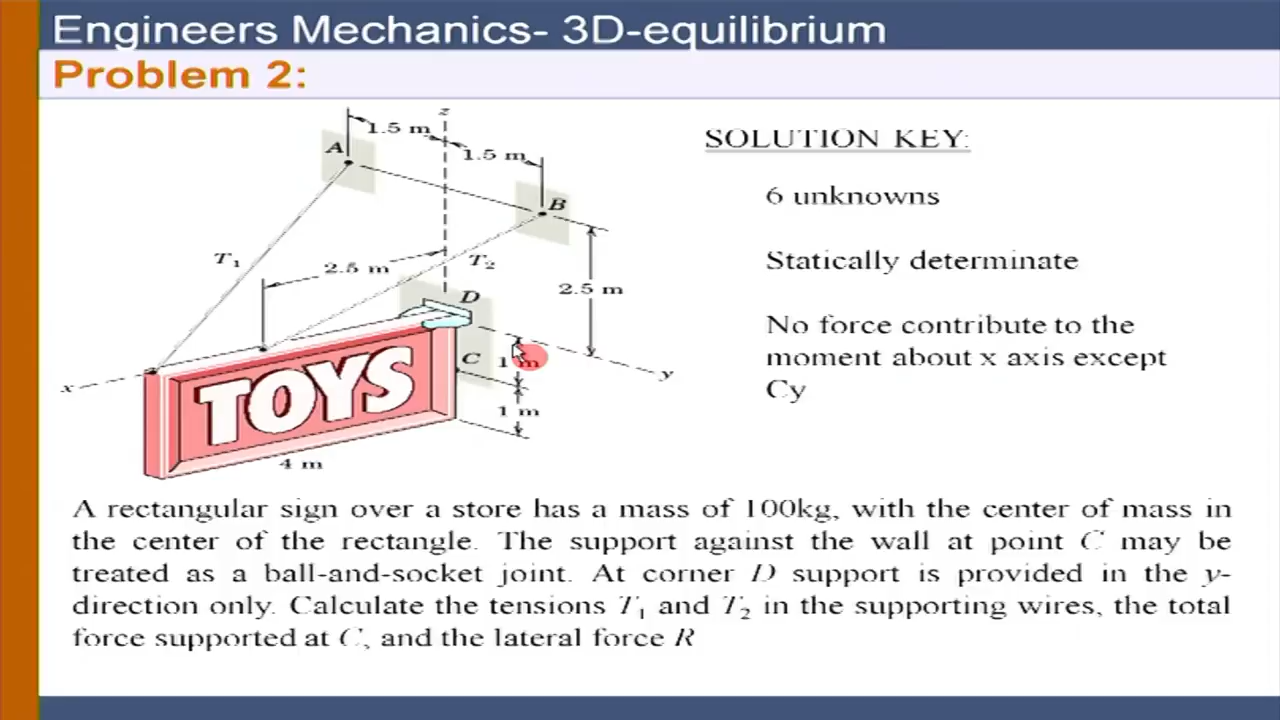 Engineers Mechanics- 3D-equilibrium
Problem 2:
z
1.5 m
1.5 m
A
B
T1
T2
2.5 m
2.5 m
D
C
1 m
1 m
x
y
TOYS
4 m
SOLUTION KEY:
6 unknowns
Statically determinate
No force contribute to the
moment about x axis except
Cy
A rectangular sign over a store has a mass of 100kg, with the center of mass in
the center of the rectangle. The support against the wall at point C may be
treated as a ball-and-socket joint. At corner D support is provided in the y-
direction only. Calculate the tensions T1 and T2 in the supporting wires, the total
force supported at C, and the lateral force R